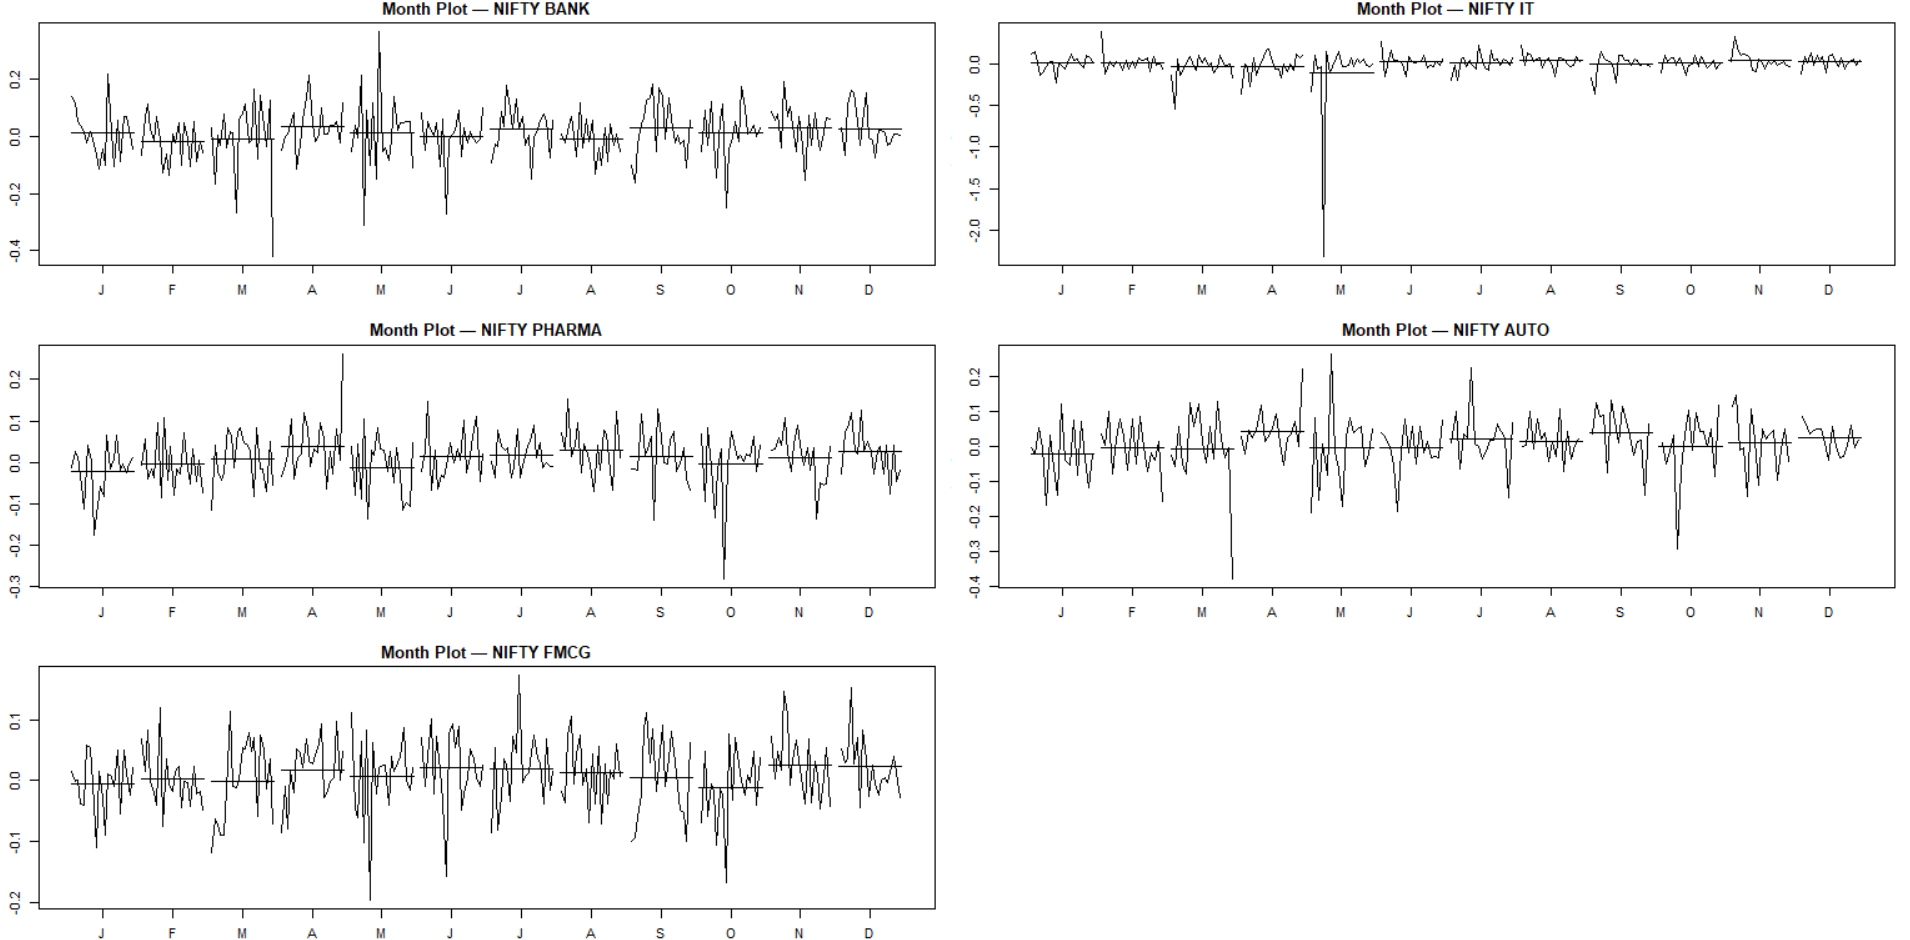 Month Plot — NIFTY BANK
0.2
0.0
-0.2
-0.4
J F M A M J J A S O N D
Month Plot — NIFTY IT
0.0
-0.5
-1.0
-1.5
-2.0
J F M A M J J A S O N D
Month Plot — NIFTY PHARMA
0.2
0.1
0.0
-0.1
-0.2
-0.3
J F M A M J J A S O N D
Month Plot — NIFTY AUTO
0.2
0.1
0.0
-0.1
-0.2
-0.3
-0.4
J F M A M J J A S O N D
Month Plot — NIFTY FMCG
0.1
0.0
-0.1
-0.2
J F M A M J J A S O N D